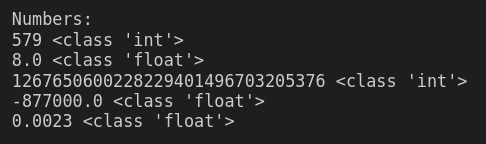 Numbers:
579 <class 'int'>
8.0 <class 'float'>
1267650600228229401496703205376 <class 'int'>
-877000.0 <class 'float'>
0.0023 <class 'float'>